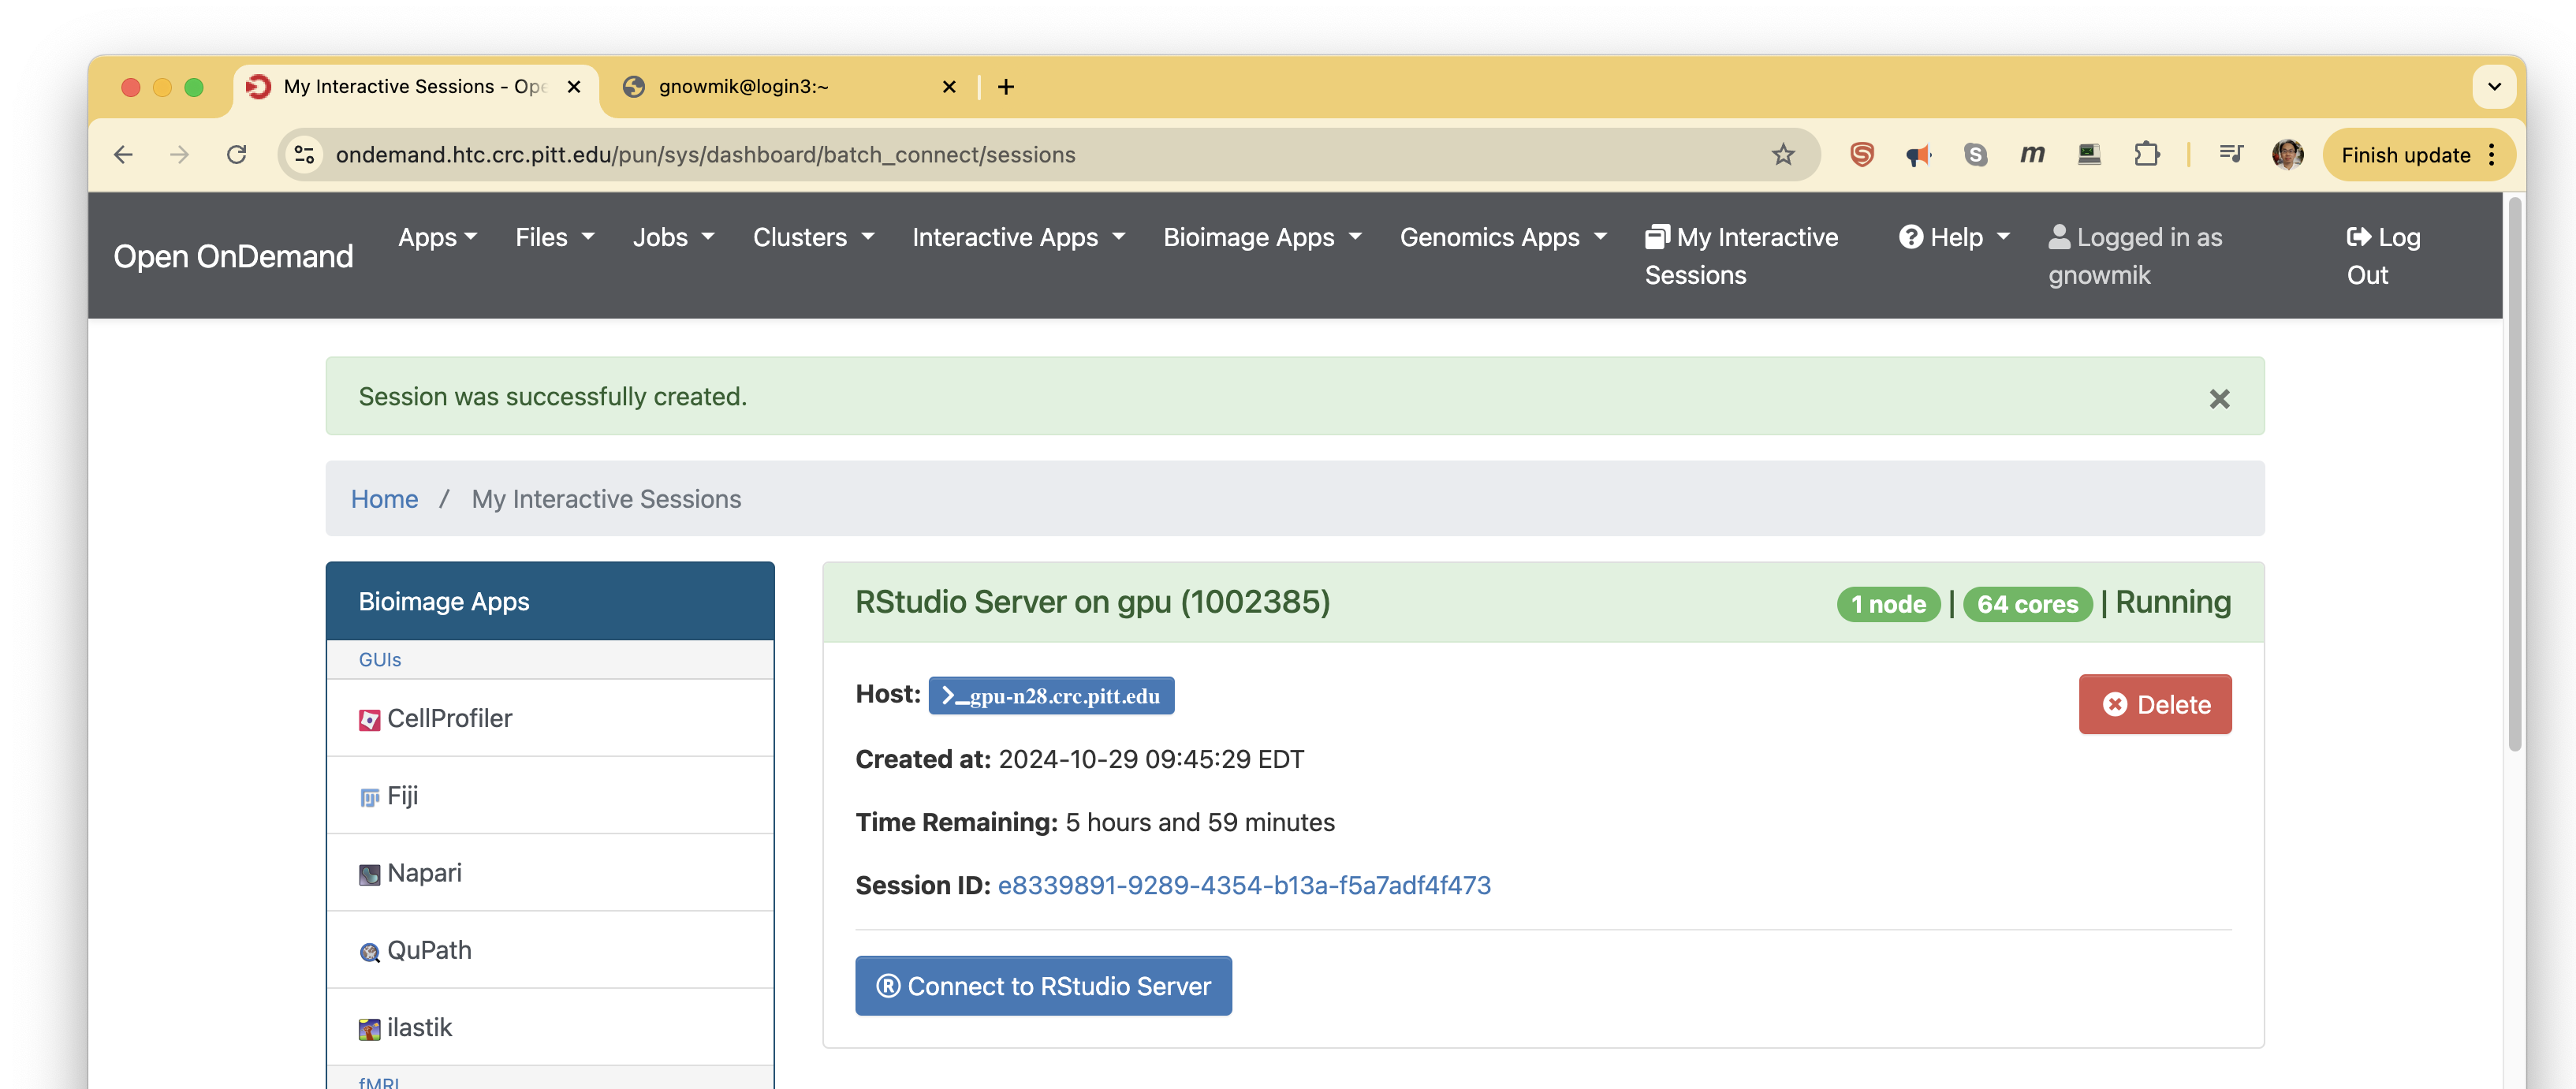 My Interactive Sessions - Ope
gnowmik@login3:~
ondemand.htc.crc.pitt.edu/pun/sys/dashboard/batch_connect/sessions
Finish update
Open OnDemand
Apps
Files
Jobs
Clusters
Interactive Apps
Bioimage Apps
Genomics Apps
My Interactive
Sessions
Help
Logged in as
gnowmik
Log
Out
Session was successfully created.
Home / My Interactive Sessions
Bioimage Apps
GUIs
CellProfiler
Fiji
Napari
QuPath
ilastik
fMRI
RStudio Server on gpu (1002385)
1 node | 64 cores | Running
Host: >_gpu-n28.crc.pitt.edu
Delete
Created at: 2024-10-29 09:45:29 EDT
Time Remaining: 5 hours and 59 minutes
Session ID: e8339891-9289-4354-b13a-f5a7adf4f473
® Connect to RStudio Server